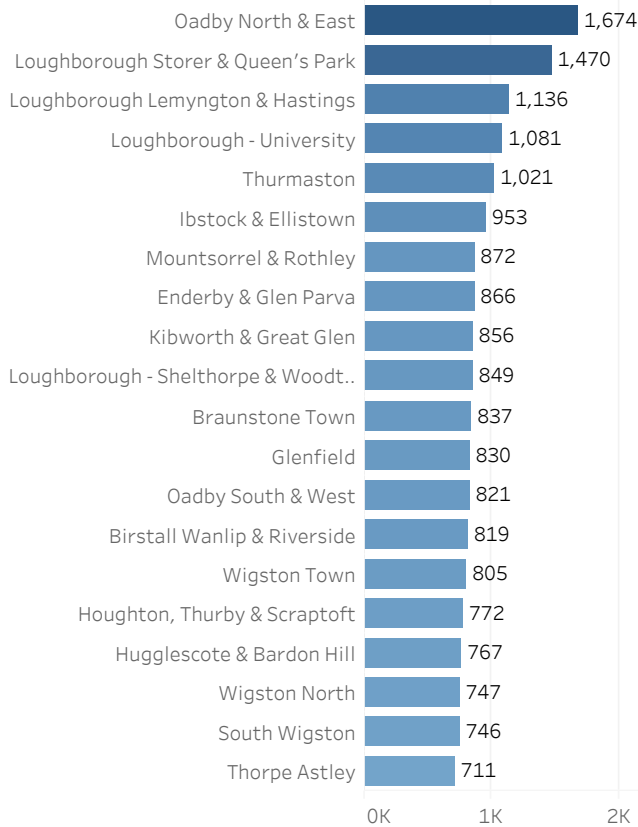 Oadby North & East 1,674
Loughborough Storer & Queen's Park 1,470
Loughborough Lemyngton & Hastings 1,136
Loughborough - University 1,081
Thurmaston 1,021
Ibstock & Ellistown 953
Mountsorrel & Rothley 872
Enderby & Glen Parva 866
Kibworth & Great Glen 856
Loughborough - Shelthorpe & Woodt.. 849
Braunstone Town 837
Glenfield 830
Oadby South & West 821
Birstall Wanlip & Riverside 819
Wigston Town 805
Houghton, Thurby & Scraptoft 772
Hugglescote & Bardon Hill 767
Wigston North 747
South Wigston 746
Thorpe Astley 711
0K 1K 2K